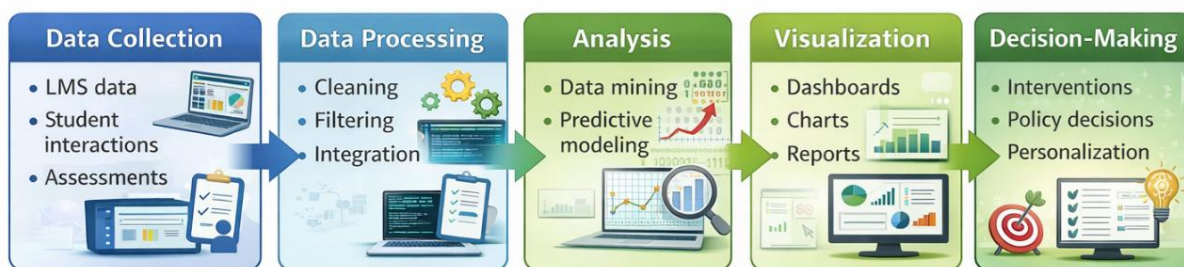 Data Collection
LMS data
Student
interactions
Assessments
Data Processing
Cleaning
Filtering
Integration
Analysis
Data mining
Predictive
modeling
Visualization
Dashboards
Charts
Reports
Decision-Making
Interventions
Policy decisions
Personalization